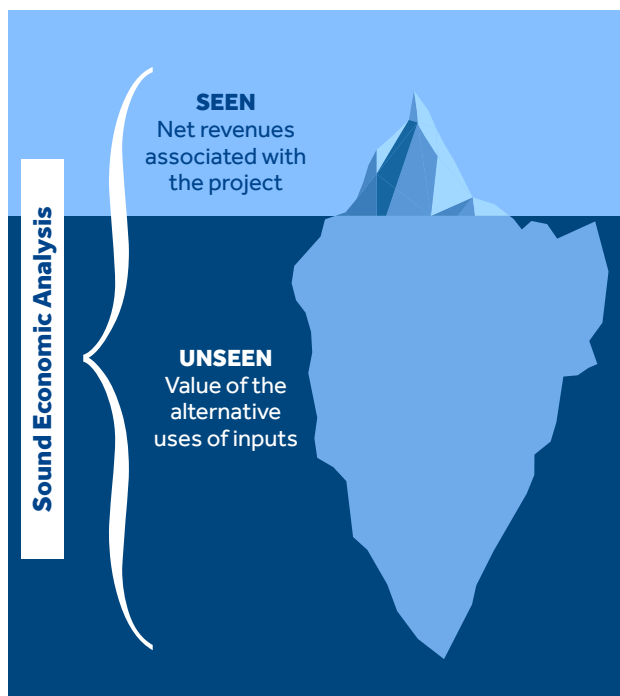 Sound Economic Analysis
SEEN
Net revenues
associated with
the project
UNSEEN
Value of the
alternative
uses of inputs